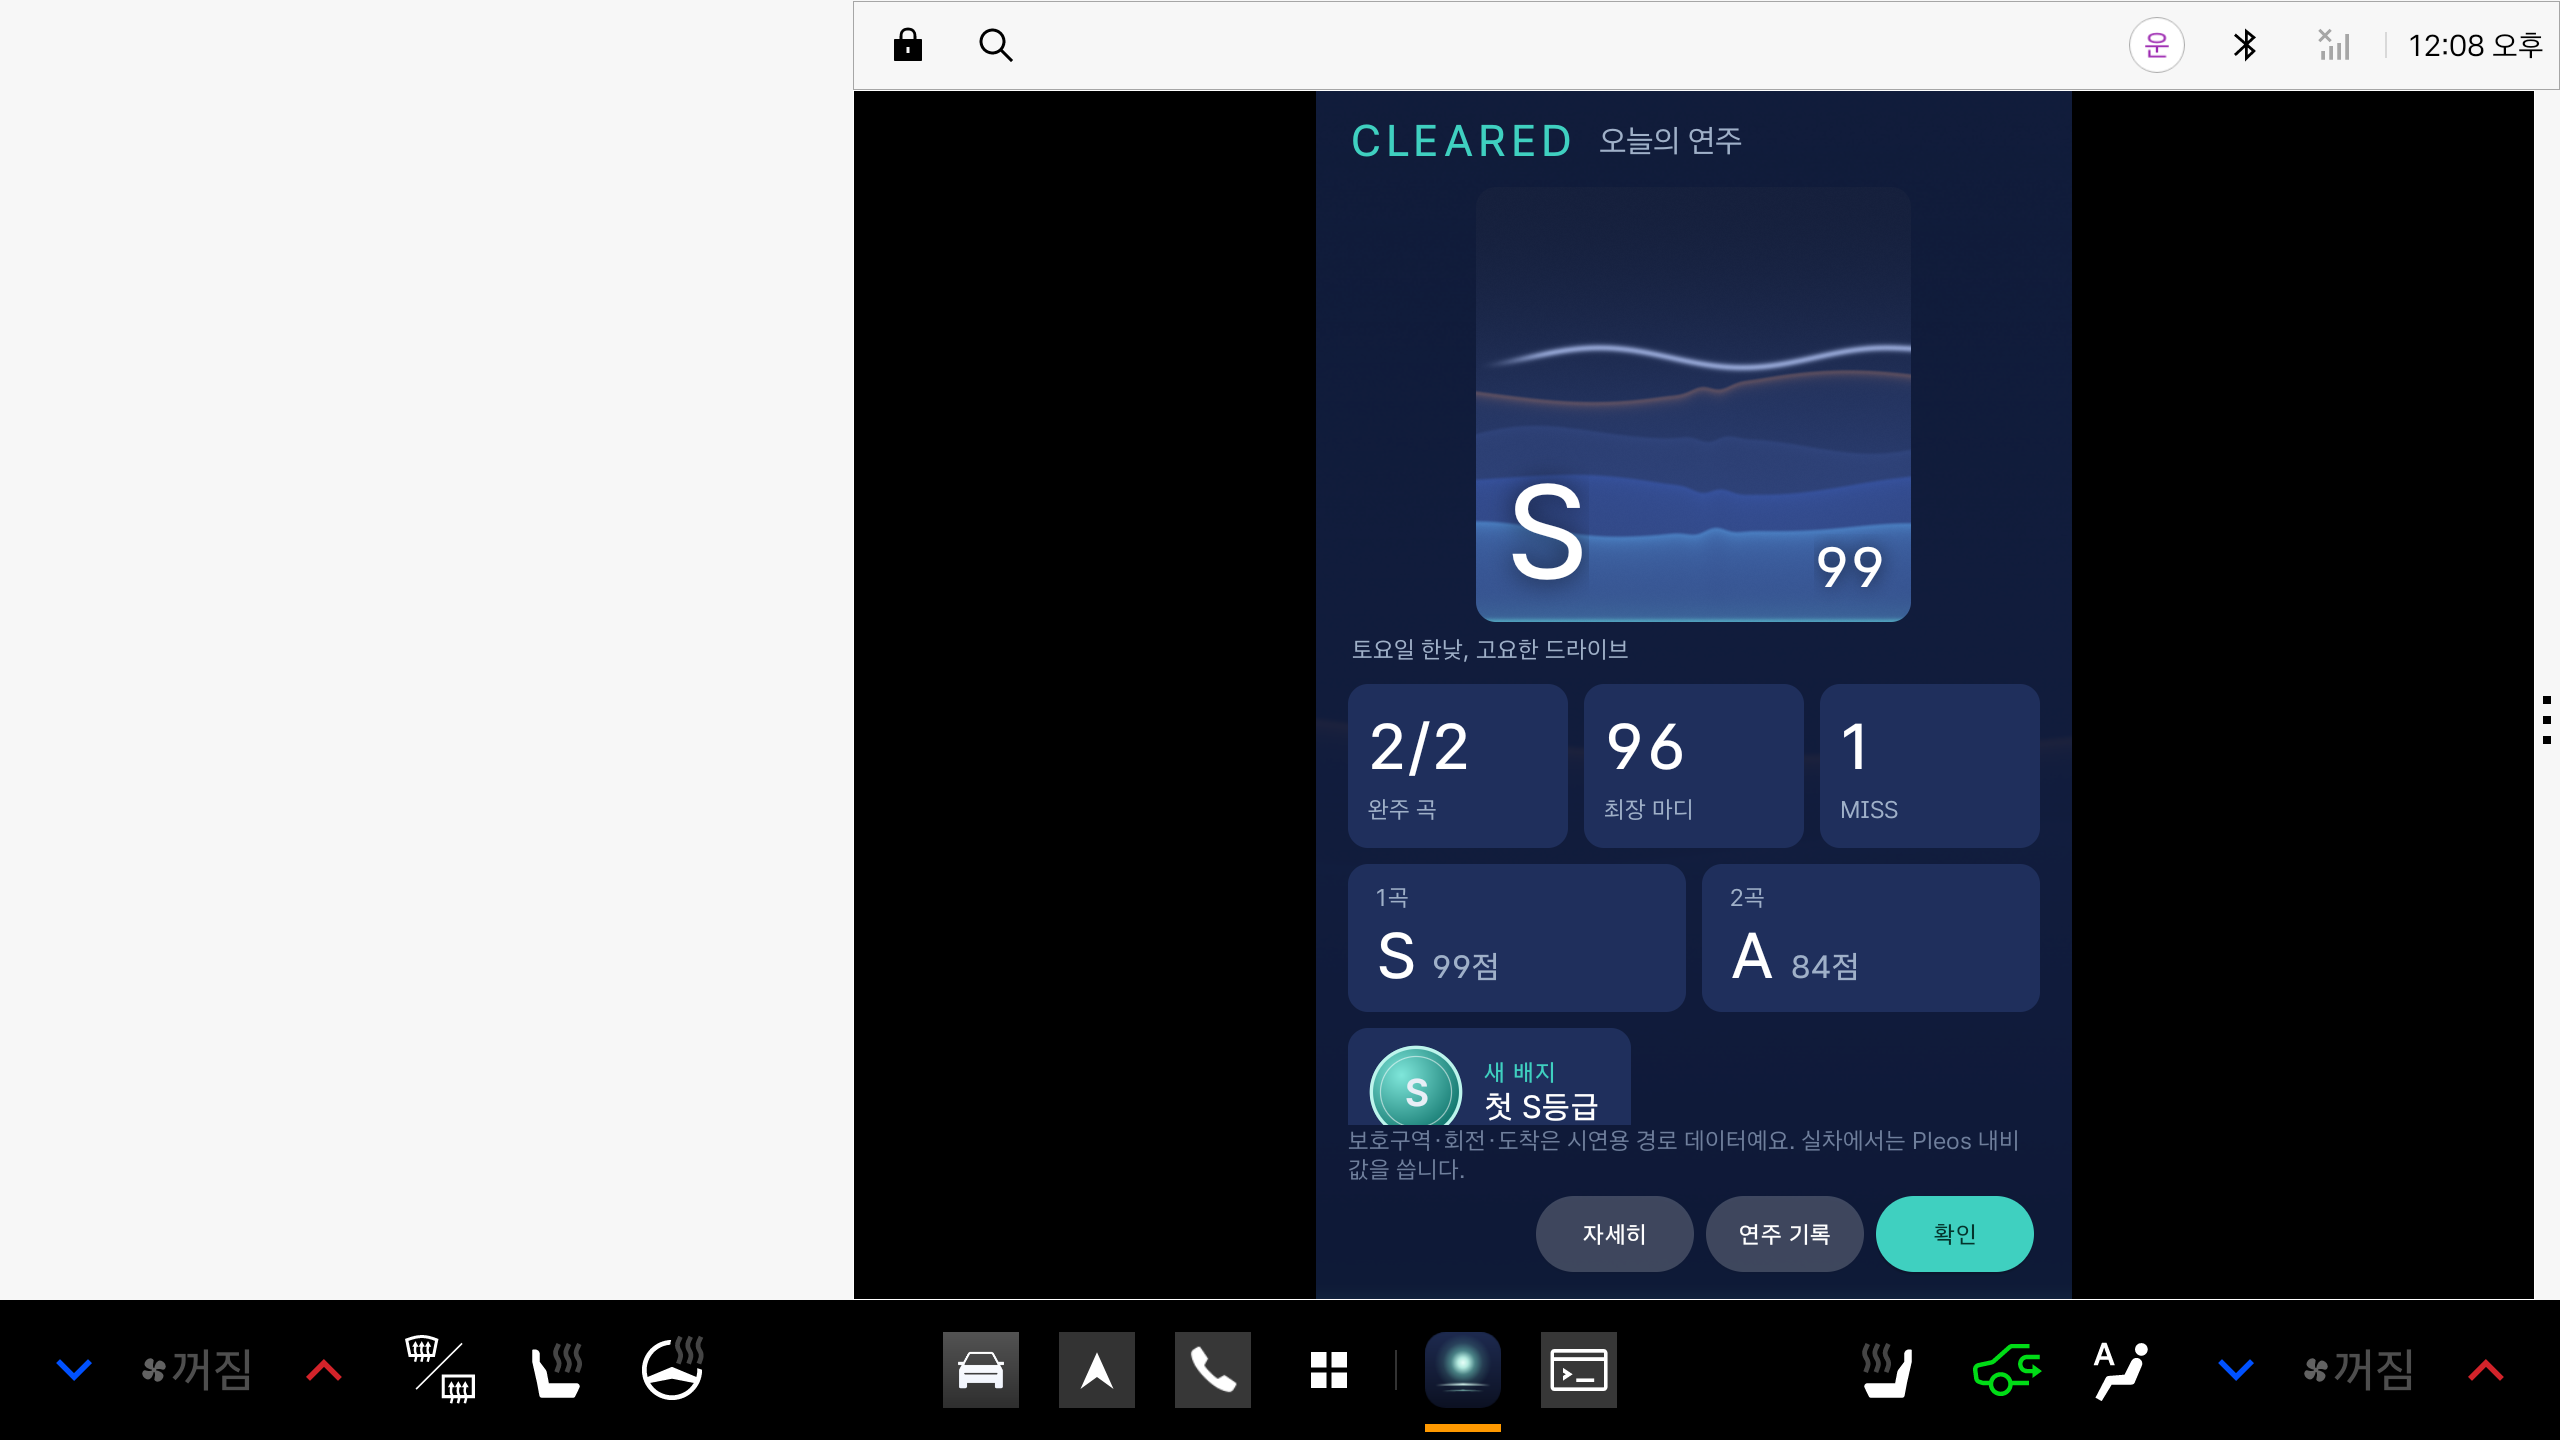 운
12:08 오후
CLEARED 오늘의 연주
S
99
토요일 한낮, 고요한 드라이브
2/2
96
1
완주 곡
최장 마디
MISS
1곡
2곡
S 99점
A 84점
S
새 배지
첫 S등급
보호구역·회전·도착은 시연용 경로 데이터예요. 실차에서는 Pleos 내비
값을 씁니다.
자세히
연주 기록
확인
꺼짐
A
꺼짐